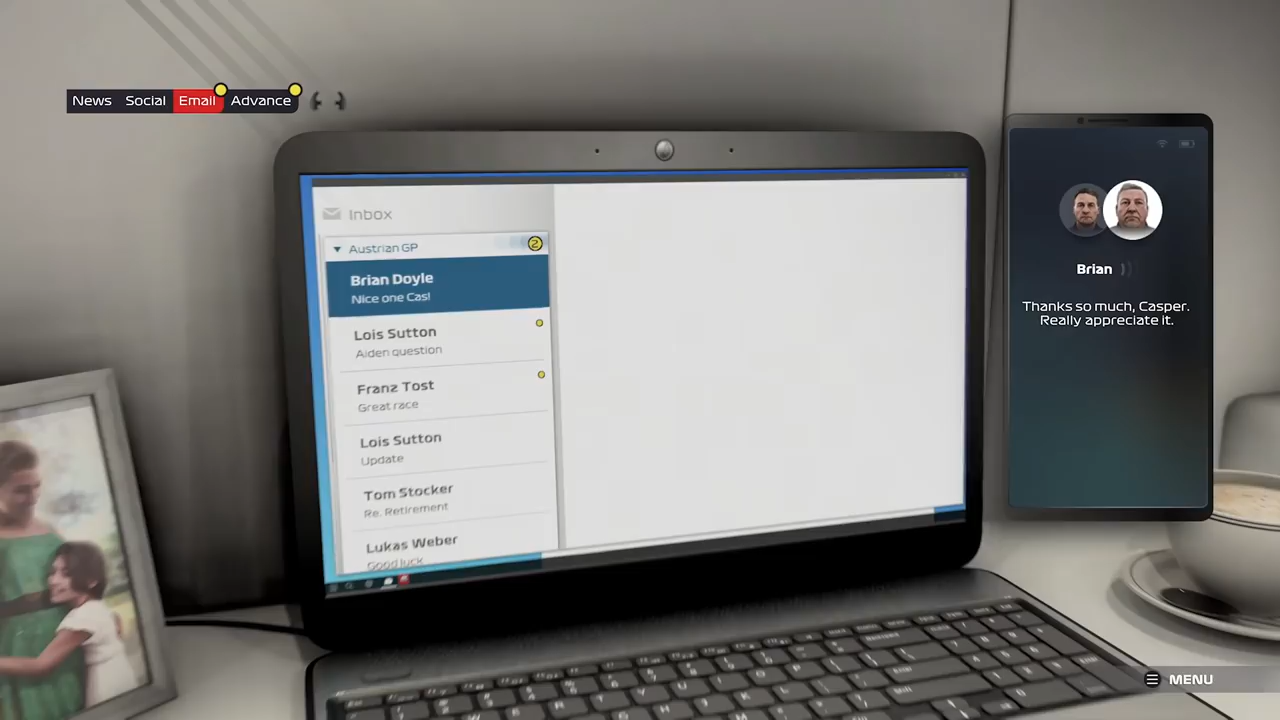 News Social Email Advance
Inbox
Austrian GP 2
Brian Doyle
Nice one Cas!
Lois Sutton
Aiden question
Franz Tost
Great race
Lois Sutton
Update
Tom Stocker
Re. Retirement
Lukas Weber
Good luck
Brian
Thanks so much, Casper.
Really appreciate it.
MENU